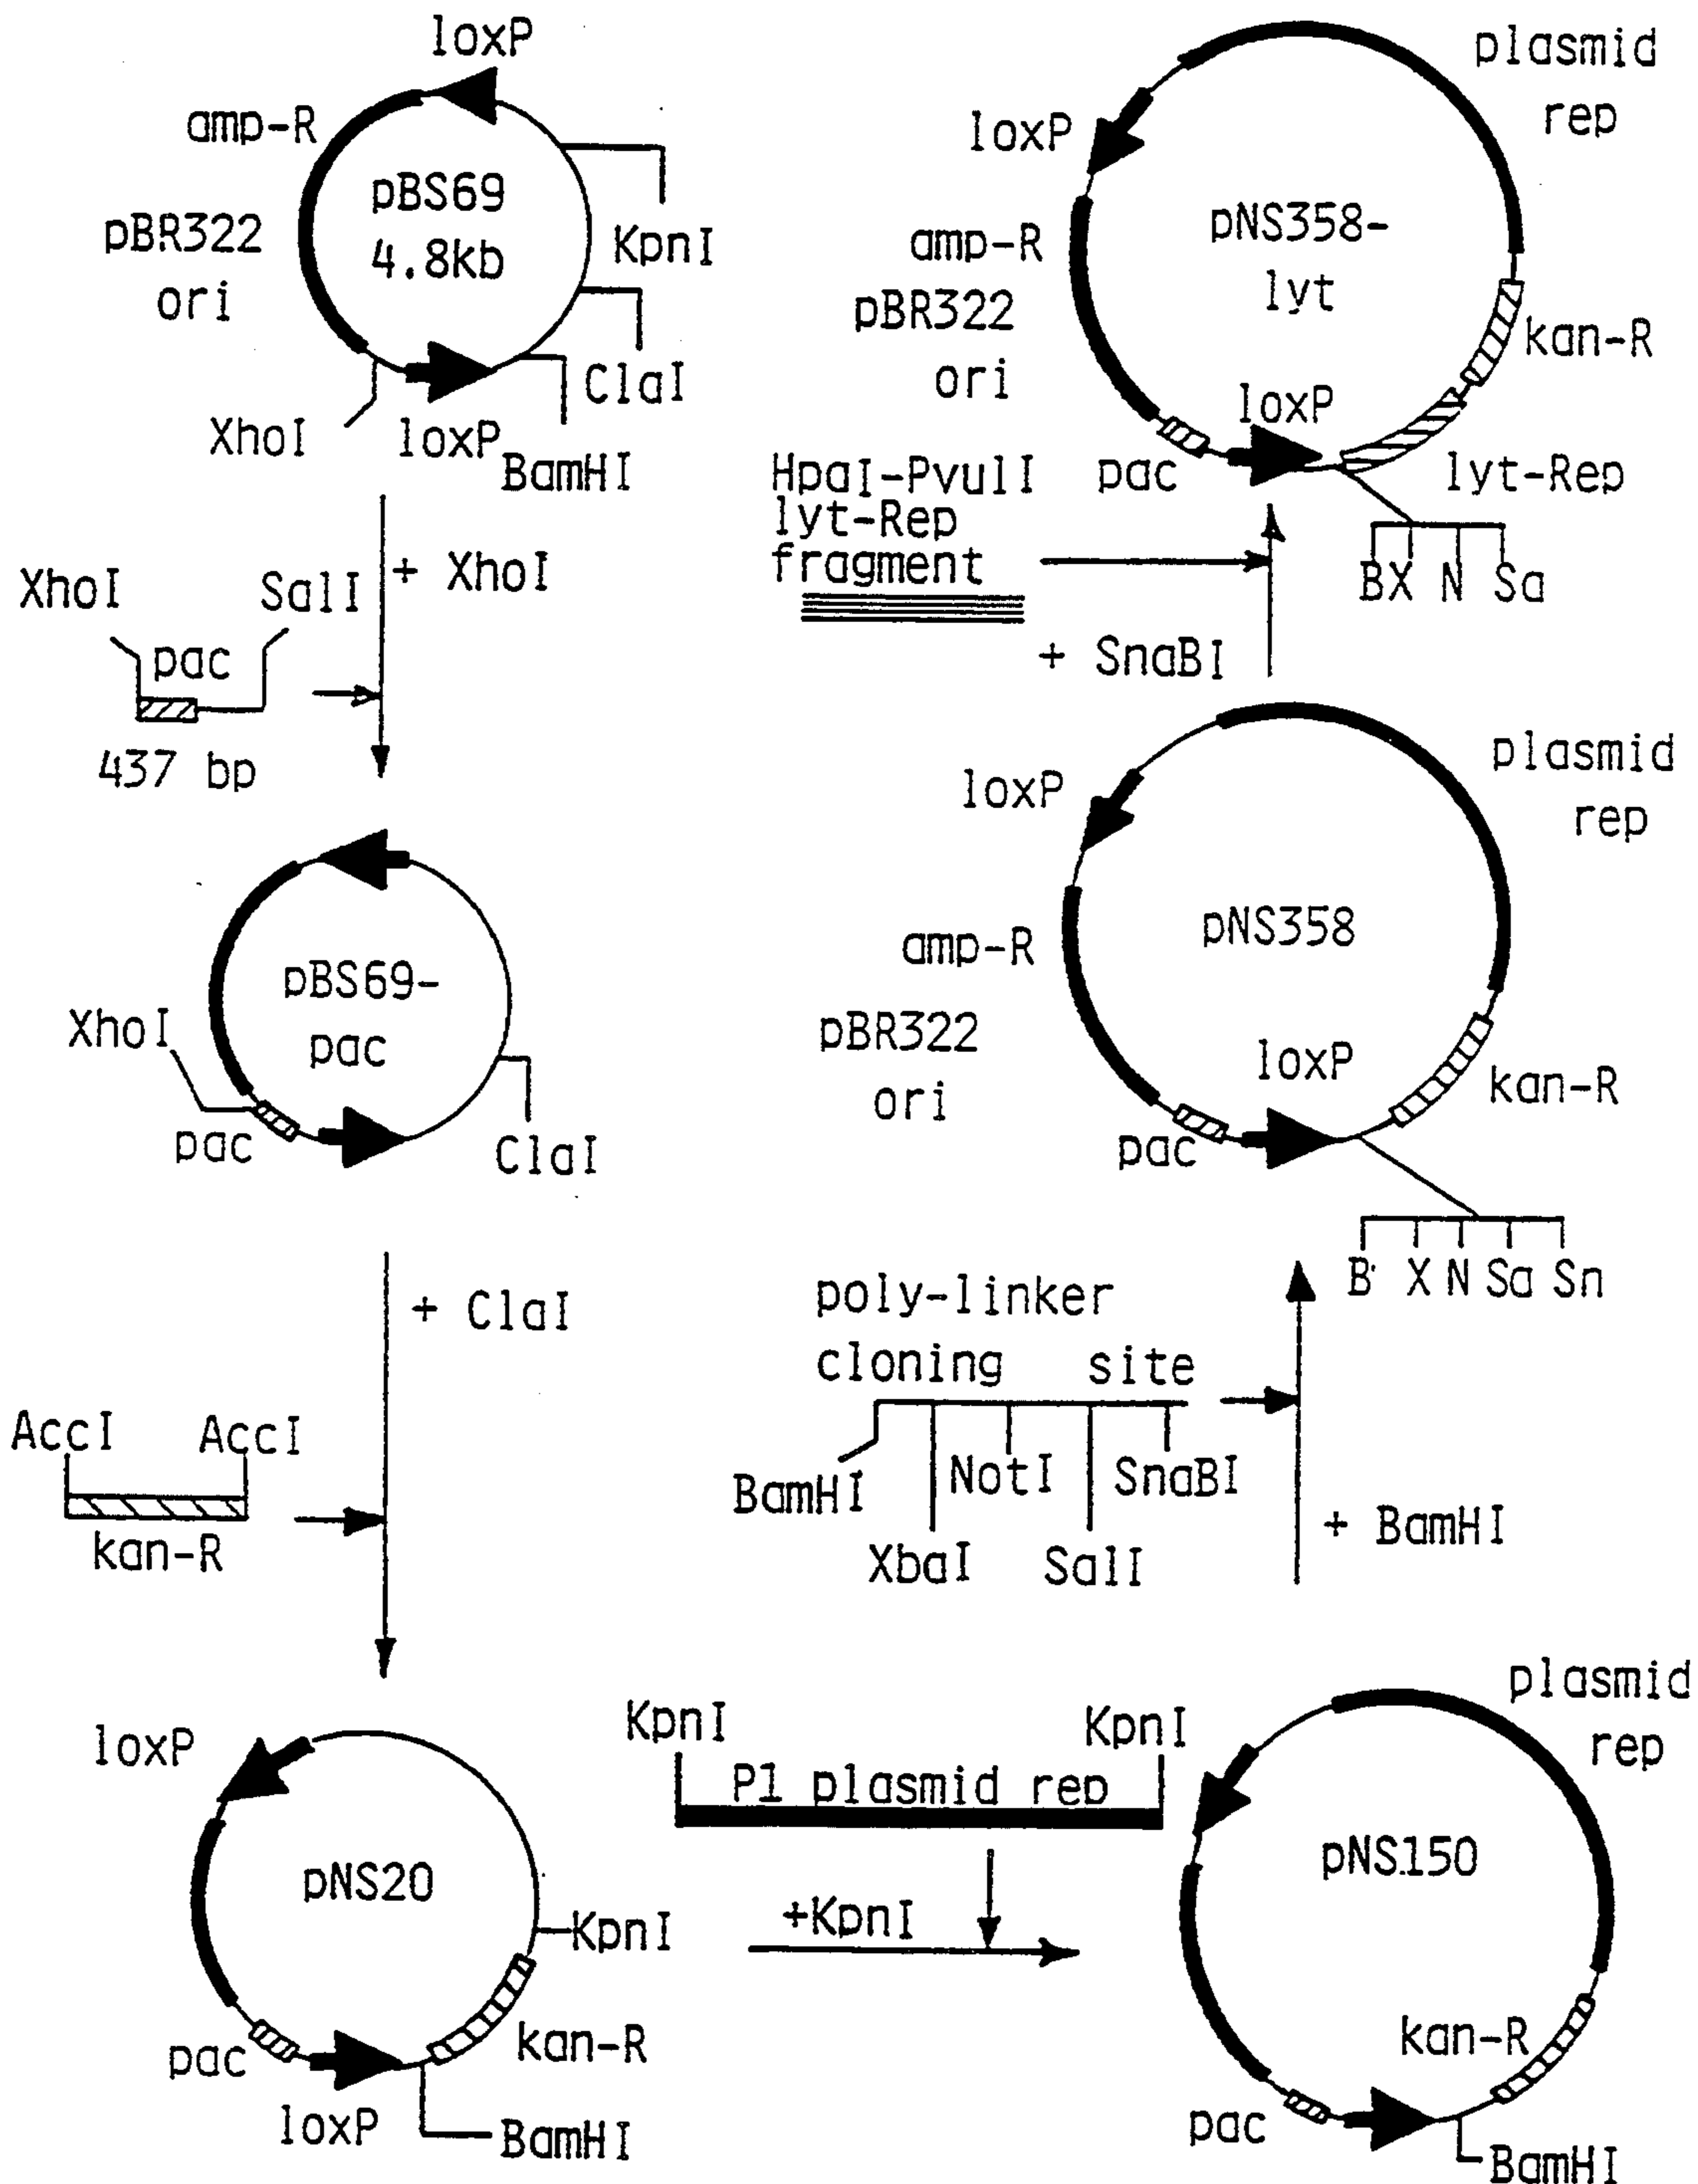 loxP
amp-R
pBS69
4.8kb
pBR322
ori
KpnI
ClaI
XhoI
loxP
BamHI
+ XhoI
XhoI
SalI
pac
437 bp
pBS69-
pac
XhoI
pac
ClaI
+ ClaI
AccI
AccI
kan-R
loxP
pNS20
KpnI
kan-R
pac
loxP
BamHI
KpnI
KpnI
P1 plasmid rep
+KpnI
plasmid
rep
pNS150
kan-R
pac
BamHI
poly-linker
cloning site
BamHI
XbaI
NotI
SalI
SnaBI
+ BamHI
plasmid
rep
loxP
pNS358
amp-R
pBR322
ori
loxP
kan-R
pac
B X N Sa Sn
HpaI-PvuII
lyt-Rep
fragment
+ SnaBI
plasmid
rep
loxP
pNS358-
lyt
amp-R
pBR322
ori
kan-R
loxP
pac
lyt-Rep
BX N Sa